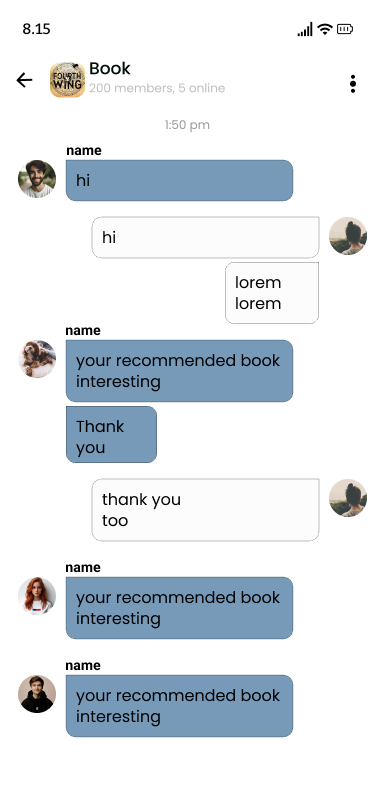 8.15
Book
FOURTH
WING
200 members, 5 online
1:50 pm
name
hi
hi
lorem
lorem
name
your recommended book
interesting
Thank
you
thank you
too
name
your recommended book
interesting
name
your recommended book
interesting